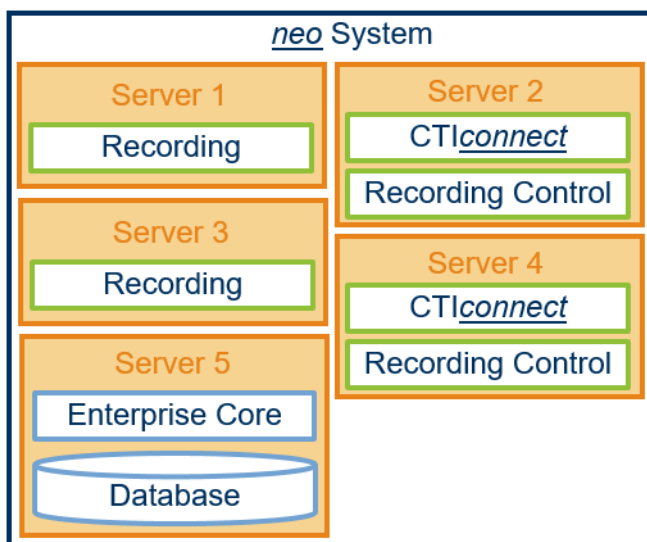 neo System
Server 1
Recording
Server 2
CTIconnect
Recording Control
Server 3
Recording
Server 4
CTIconnect
Recording Control
Server 5
Enterprise Core
Database